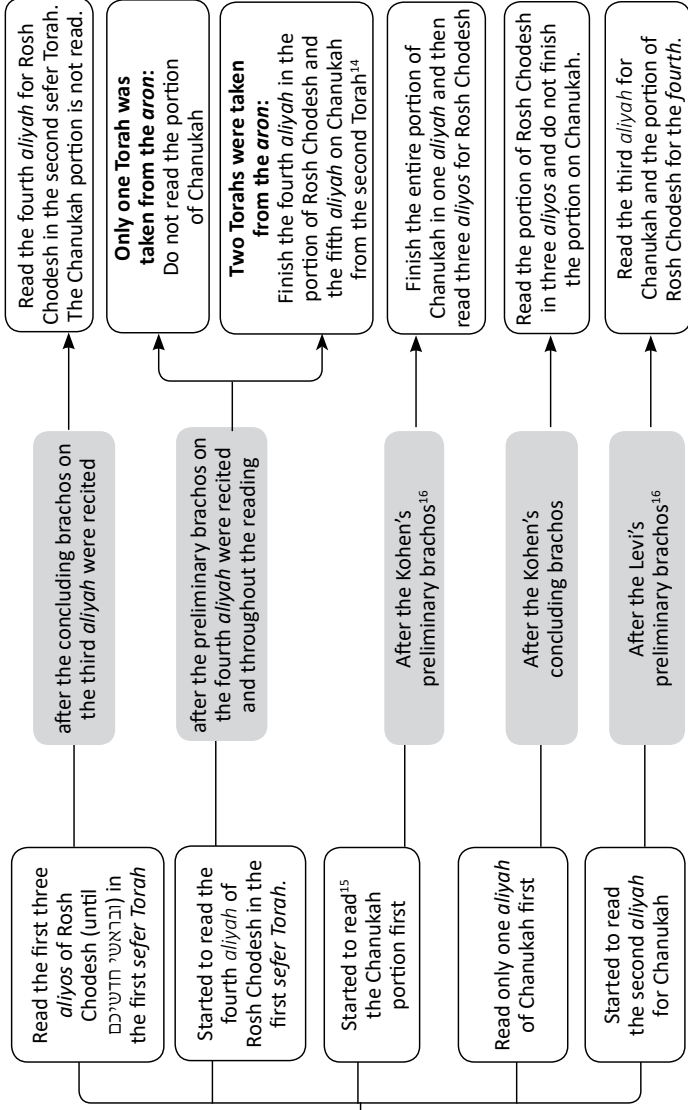 Read the first three
aliyos of Rosh
Chodesh (until
ובראשי חדשיכם) in
the first sefer Torah
after the concluding brachos on
the third aliyah were recited
Read the fourth aliyah for Rosh
Chodesh in the second sefer Torah.
The Chanukah portion is not read.
Started to read the
fourth aliyah of
Rosh Chodesh in the
first sefer Torah.
after the preliminary brachos on
the fourth aliyah were recited
and throughout the reading
Only one Torah was
taken from the aron:
Do not read the portion
of Chanukah
Two Torahs were taken
from the aron:
Finish the fourth aliyah in the
portion of Rosh Chodesh and
the fifth aliyah on Chanukah
from the second Torah14
Started to read15
the Chanukah
portion first
After the Kohen's
preliminary brachos16
Finish the entire portion of
Chanukah in one aliyah and then
read three aliyos for Rosh Chodesh
Read only one aliyah
of Chanukah first
After the Kohen's
concluding brachos
Read the portion of Rosh Chodesh
in three aliyos and do not finish
the portion on Chanukah.
Started to read
the second aliyah
for Chanukah
After the Levi's
preliminary brachos16
Read the third aliyah for
Chanukah and the portion of
Rosh Chodesh for the fourth.